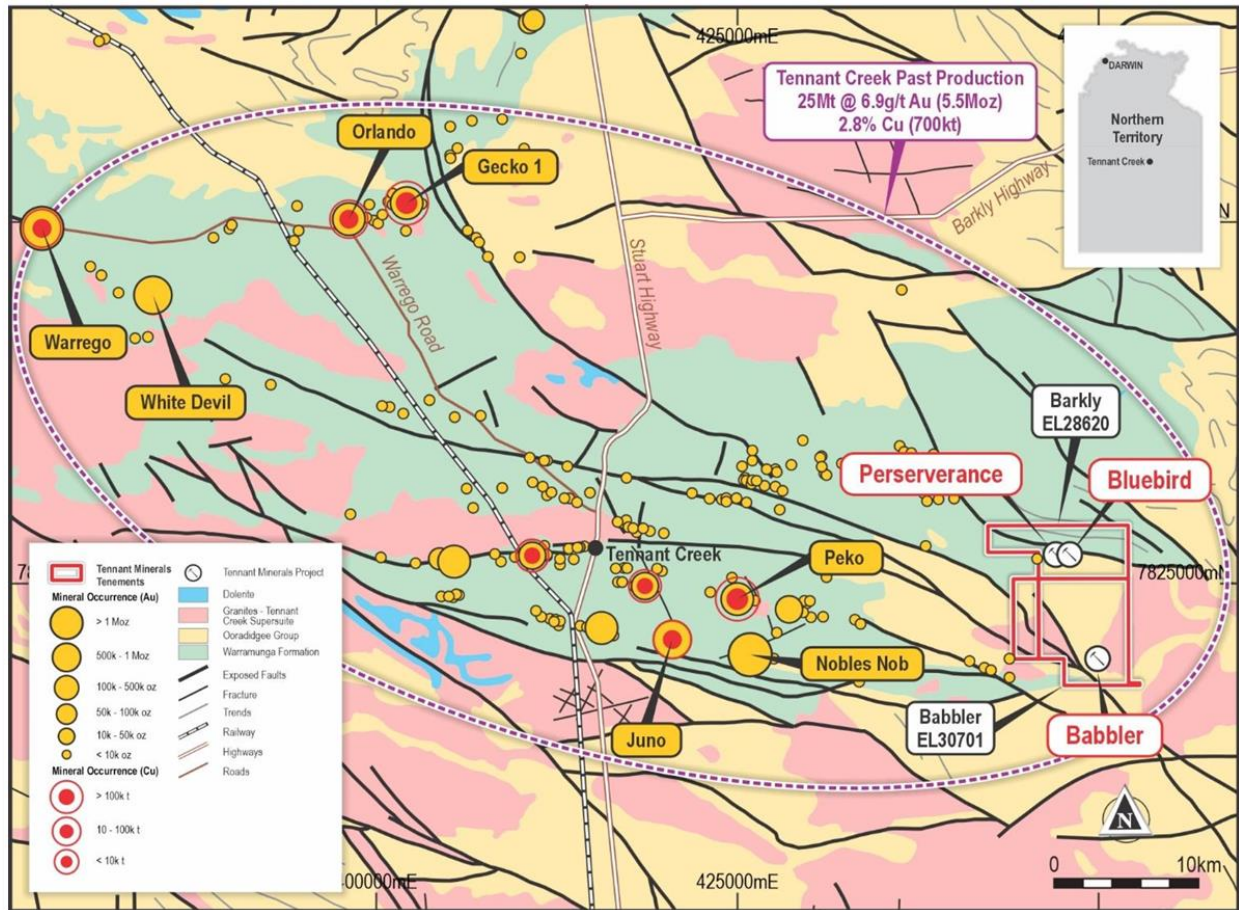 425000mE
DARWIN
Northern
Territory
Tennant Creek
Tennant Creek Past Production
25Mt @ 6.9g/t Au (5.5Moz)
2.8% Cu (700kt)
Orlando
Gecko 1
Barkly Highway
N
Stuart Highway
Warrego Road
Warrego
White Devil
Barkly
EL28620
Perserverance
Bluebird
Tennant Creek
Peko
78
7825000mN
Nobles Nob
Juno
Babbler
EL30701
Babbler
Tennant Minerals
Tenements
Mineral Occurrence (Au)
> 1 Moz
500k - 1 Moz
100k - 500k oz
50k - 100k oz
10k - 50k oz
< 10k oz
Mineral Occurrence (Cu)
> 100k t
10 - 100k t
< 10k t
Tennant Minerals Project
Dolerite
Granites - Tennant
Creek Supersuite
Ooradidgee Group
Warramunga Formation
Exposed Faults
Fracture
Trends
Railway
Highways
Roads
N
0 10km
400000mE
425000mE